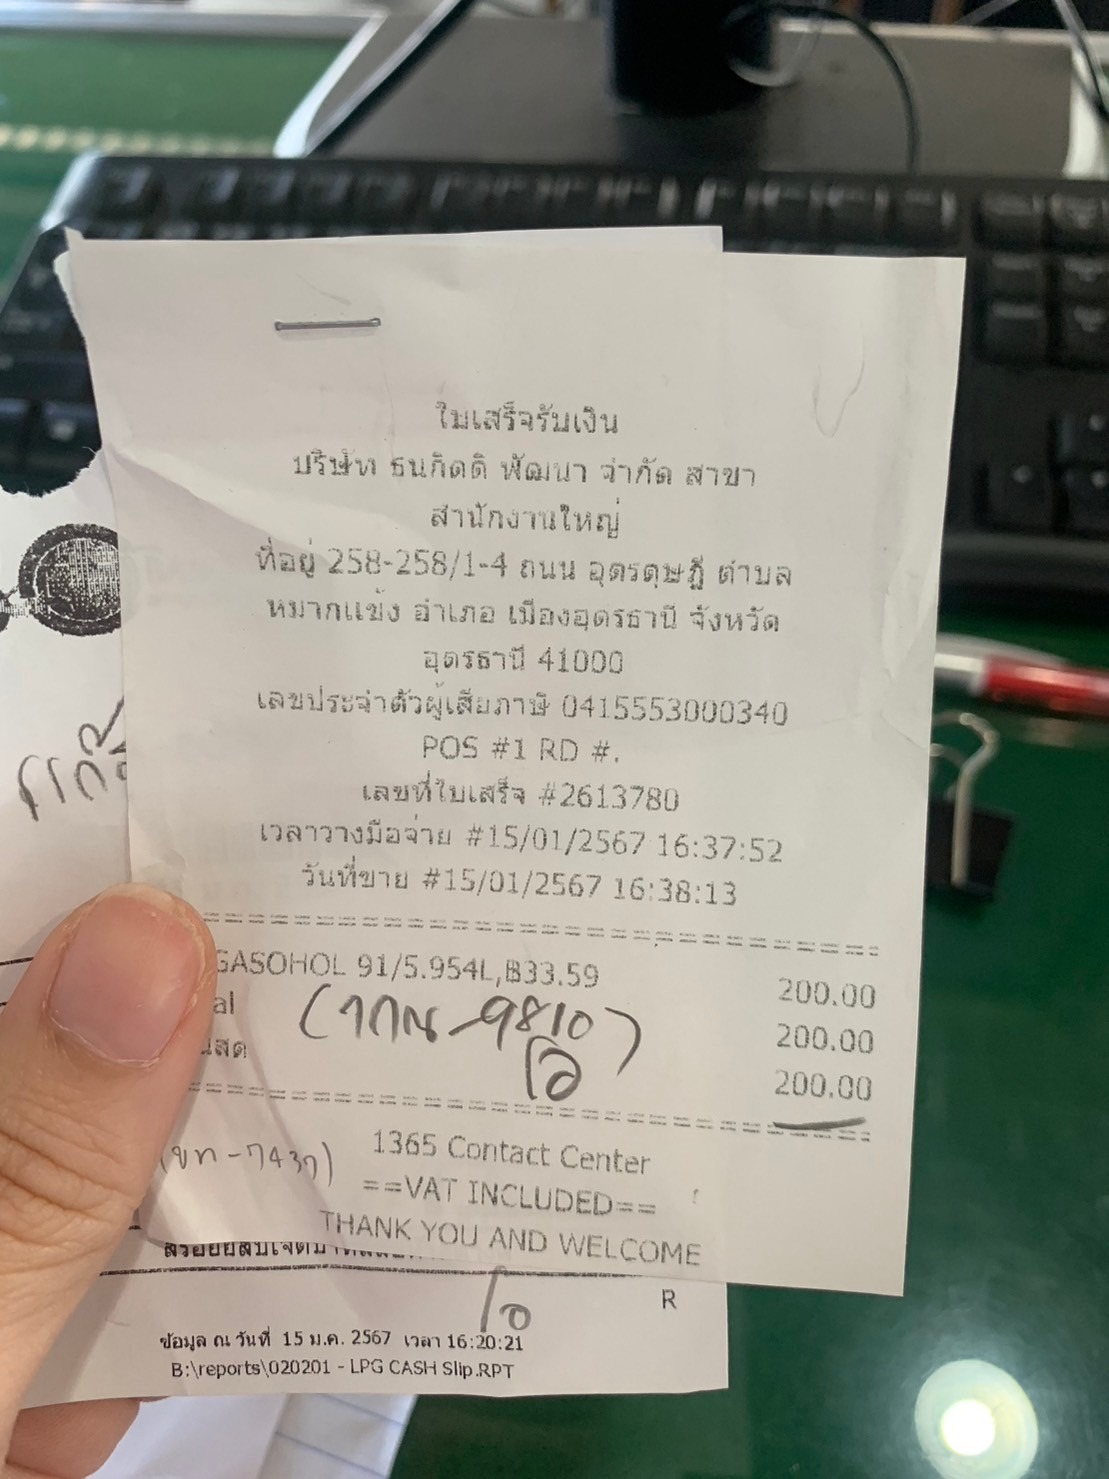 ใบเสร็จรับเงิน
บริษัท ธนกิตติ พัฒนา จำกัด สาขา
สำนักงานใหญ่
ที่อยู่ 258-258/1-4 ถนน อุดรดุษฎี ตำบล
หมากแข้ง อำเภอ เมืองอุดรธานี จังหวัด
อุดรธานี 41000
เลขประจำตัวผู้เสียภาษี 0415553000340
POS #1 RD #.
เลขที่ใบเสร็จ #2613780
เวลาวางมือจ่าย #15/01/2567 16:37:52
วันที่ขาย #15/01/2567 16:38:13
GASOHOL 91/5.954L,฿33.59 200.00
al 200.00
นสด 200.00
1365 Contact Center
==VAT INCLUDED==
THANK YOU AND WELCOME
R
ข้อมูล ณ วันที่ 15 ม.ค. 2567 เวลา 16:20:21
B:\reports\020201 - LPG CASH Slip.RPT